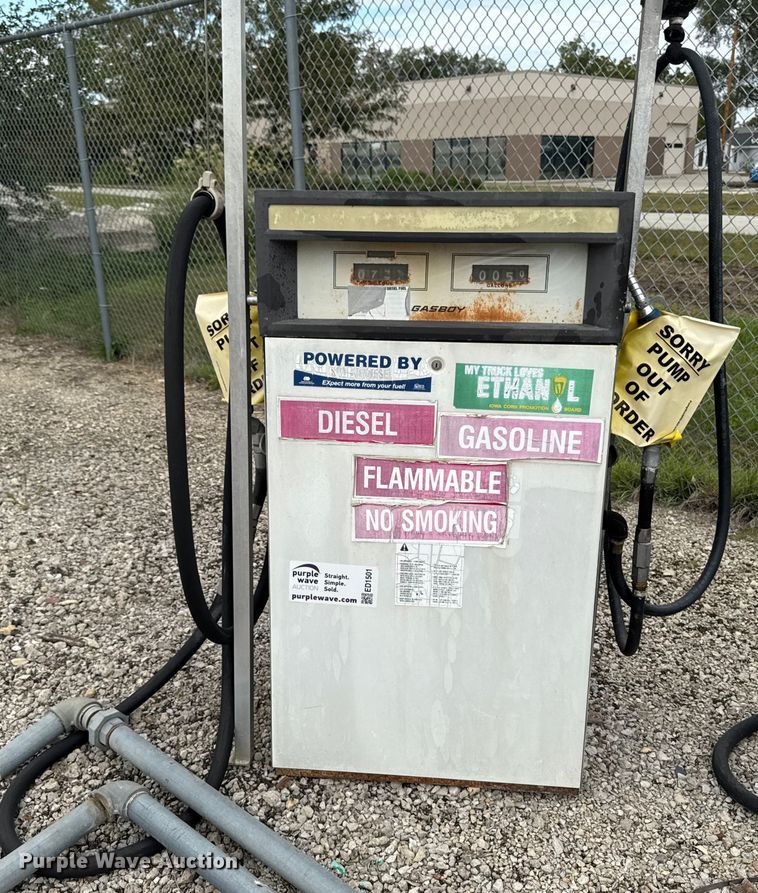 0059
GALLONS
GASBOY
SORRY
PUMP
OUT
OF
ORDER
POWERED BY
EXpect more from your fuel!
MY TRUCK LOVES
ETHANOL
IOWA CORN PROMOTION BOARD
DIESEL
GASOLINE
FLAMMABLE
NO SMOKING
purple
wave
AUCTION
Straight.
Simple.
Sold.
purplewave.com
ED1501
Purple Wave Auction